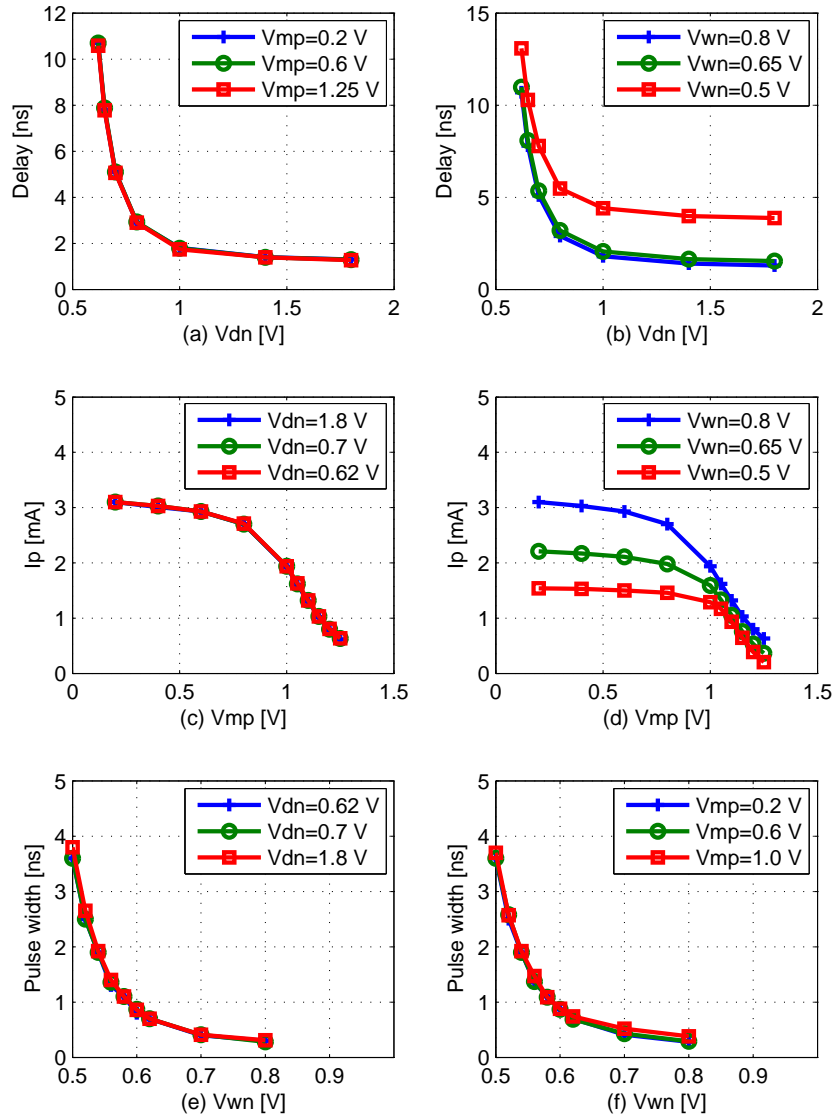 12
10
8
6
4
2
0
Delay [ns]
0.5 1 1.5 2
(a) Vdn [V]
Vmp=0.2 V
Vmp=0.6 V
Vmp=1.25 V
15
10
5
0
Delay [ns]
0.5 1 1.5 2
(b) Vdn [V]
Vwn=0.8 V
Vwn=0.65 V
Vwn=0.5 V
5
4
3
2
1
0
Ip [mA]
0 0.5 1 1.5
(c) Vmp [V]
Vdn=1.8 V
Vdn=0.7 V
Vdn=0.62 V
5
4
3
2
1
0
Ip [mA]
0 0.5 1 1.5
(d) Vmp [V]
Vwn=0.8 V
Vwn=0.65 V
Vwn=0.5 V
5
4
3
2
1
0
Pulse width [ns]
0.5 0.6 0.7 0.8 0.9
(e) Vwn [V]
Vdn=0.62 V
Vdn=0.7 V
Vdn=1.8 V
5
4
3
2
1
0
Pulse width [ns]
0.5 0.6 0.7 0.8 0.9
(f) Vwn [V]
Vmp=0.2 V
Vmp=0.6 V
Vmp=1.0 V